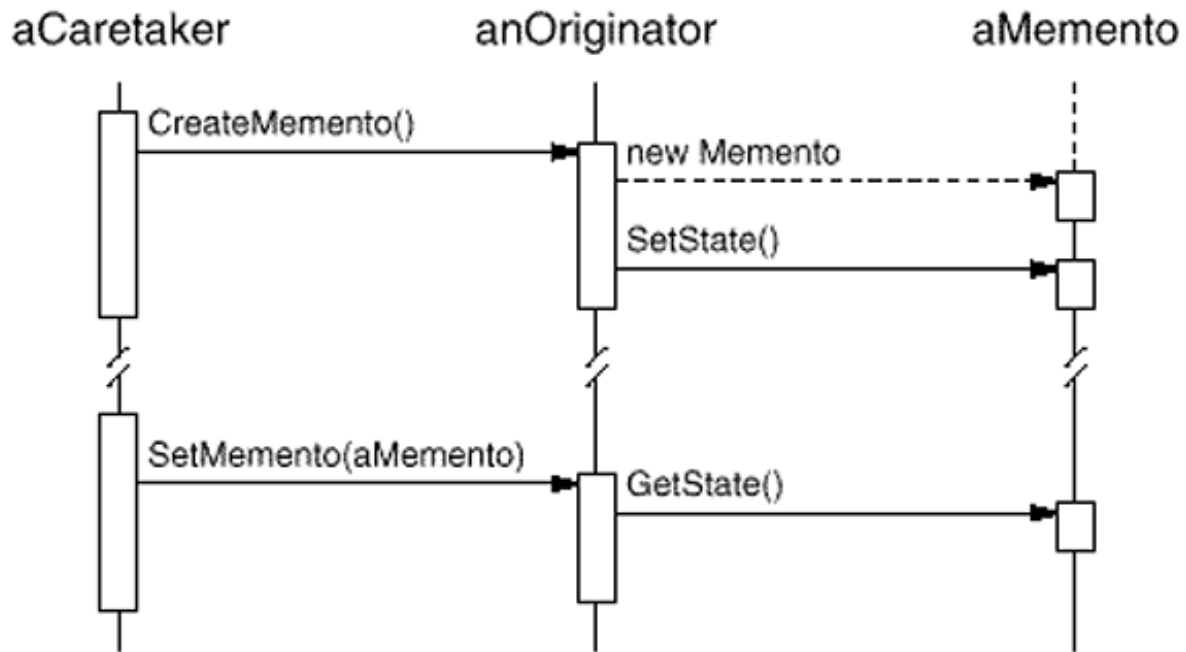 aCaretaker anOriginator aMemento
CreateMemento()
new Memento
SetState()
SetMemento(aMemento)
GetState()